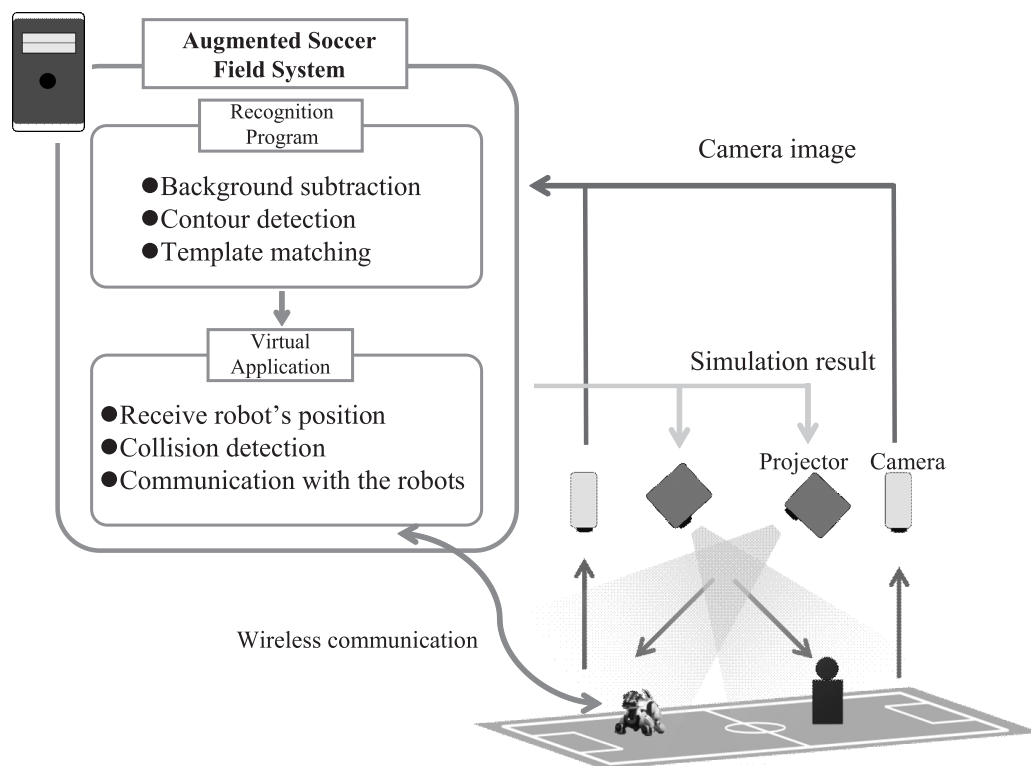 Augmented Soccer
Field System
Recognition
Program
●Background subtraction
●Contour detection
●Template matching
Virtual
Application
●Receive robot’s position
●Collision detection
●Communication with the robots
Camera image
Simulation result
Projector
Camera
Wireless communication